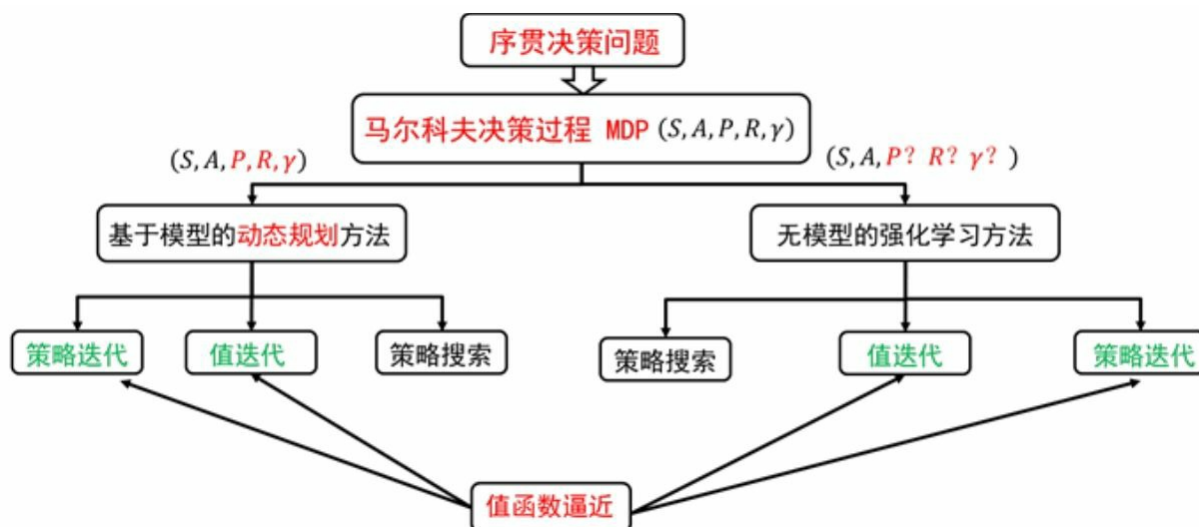 序贯决策问题
马尔科夫决策过程 MDP (S, A, P, R, γ)
(S, A, P, R, γ)
(S, A, P? R? γ? )
基于模型的动态规划方法
无模型的强化学习方法
策略迭代
值迭代
策略搜索
策略搜索
值迭代
策略迭代
值函数逼近